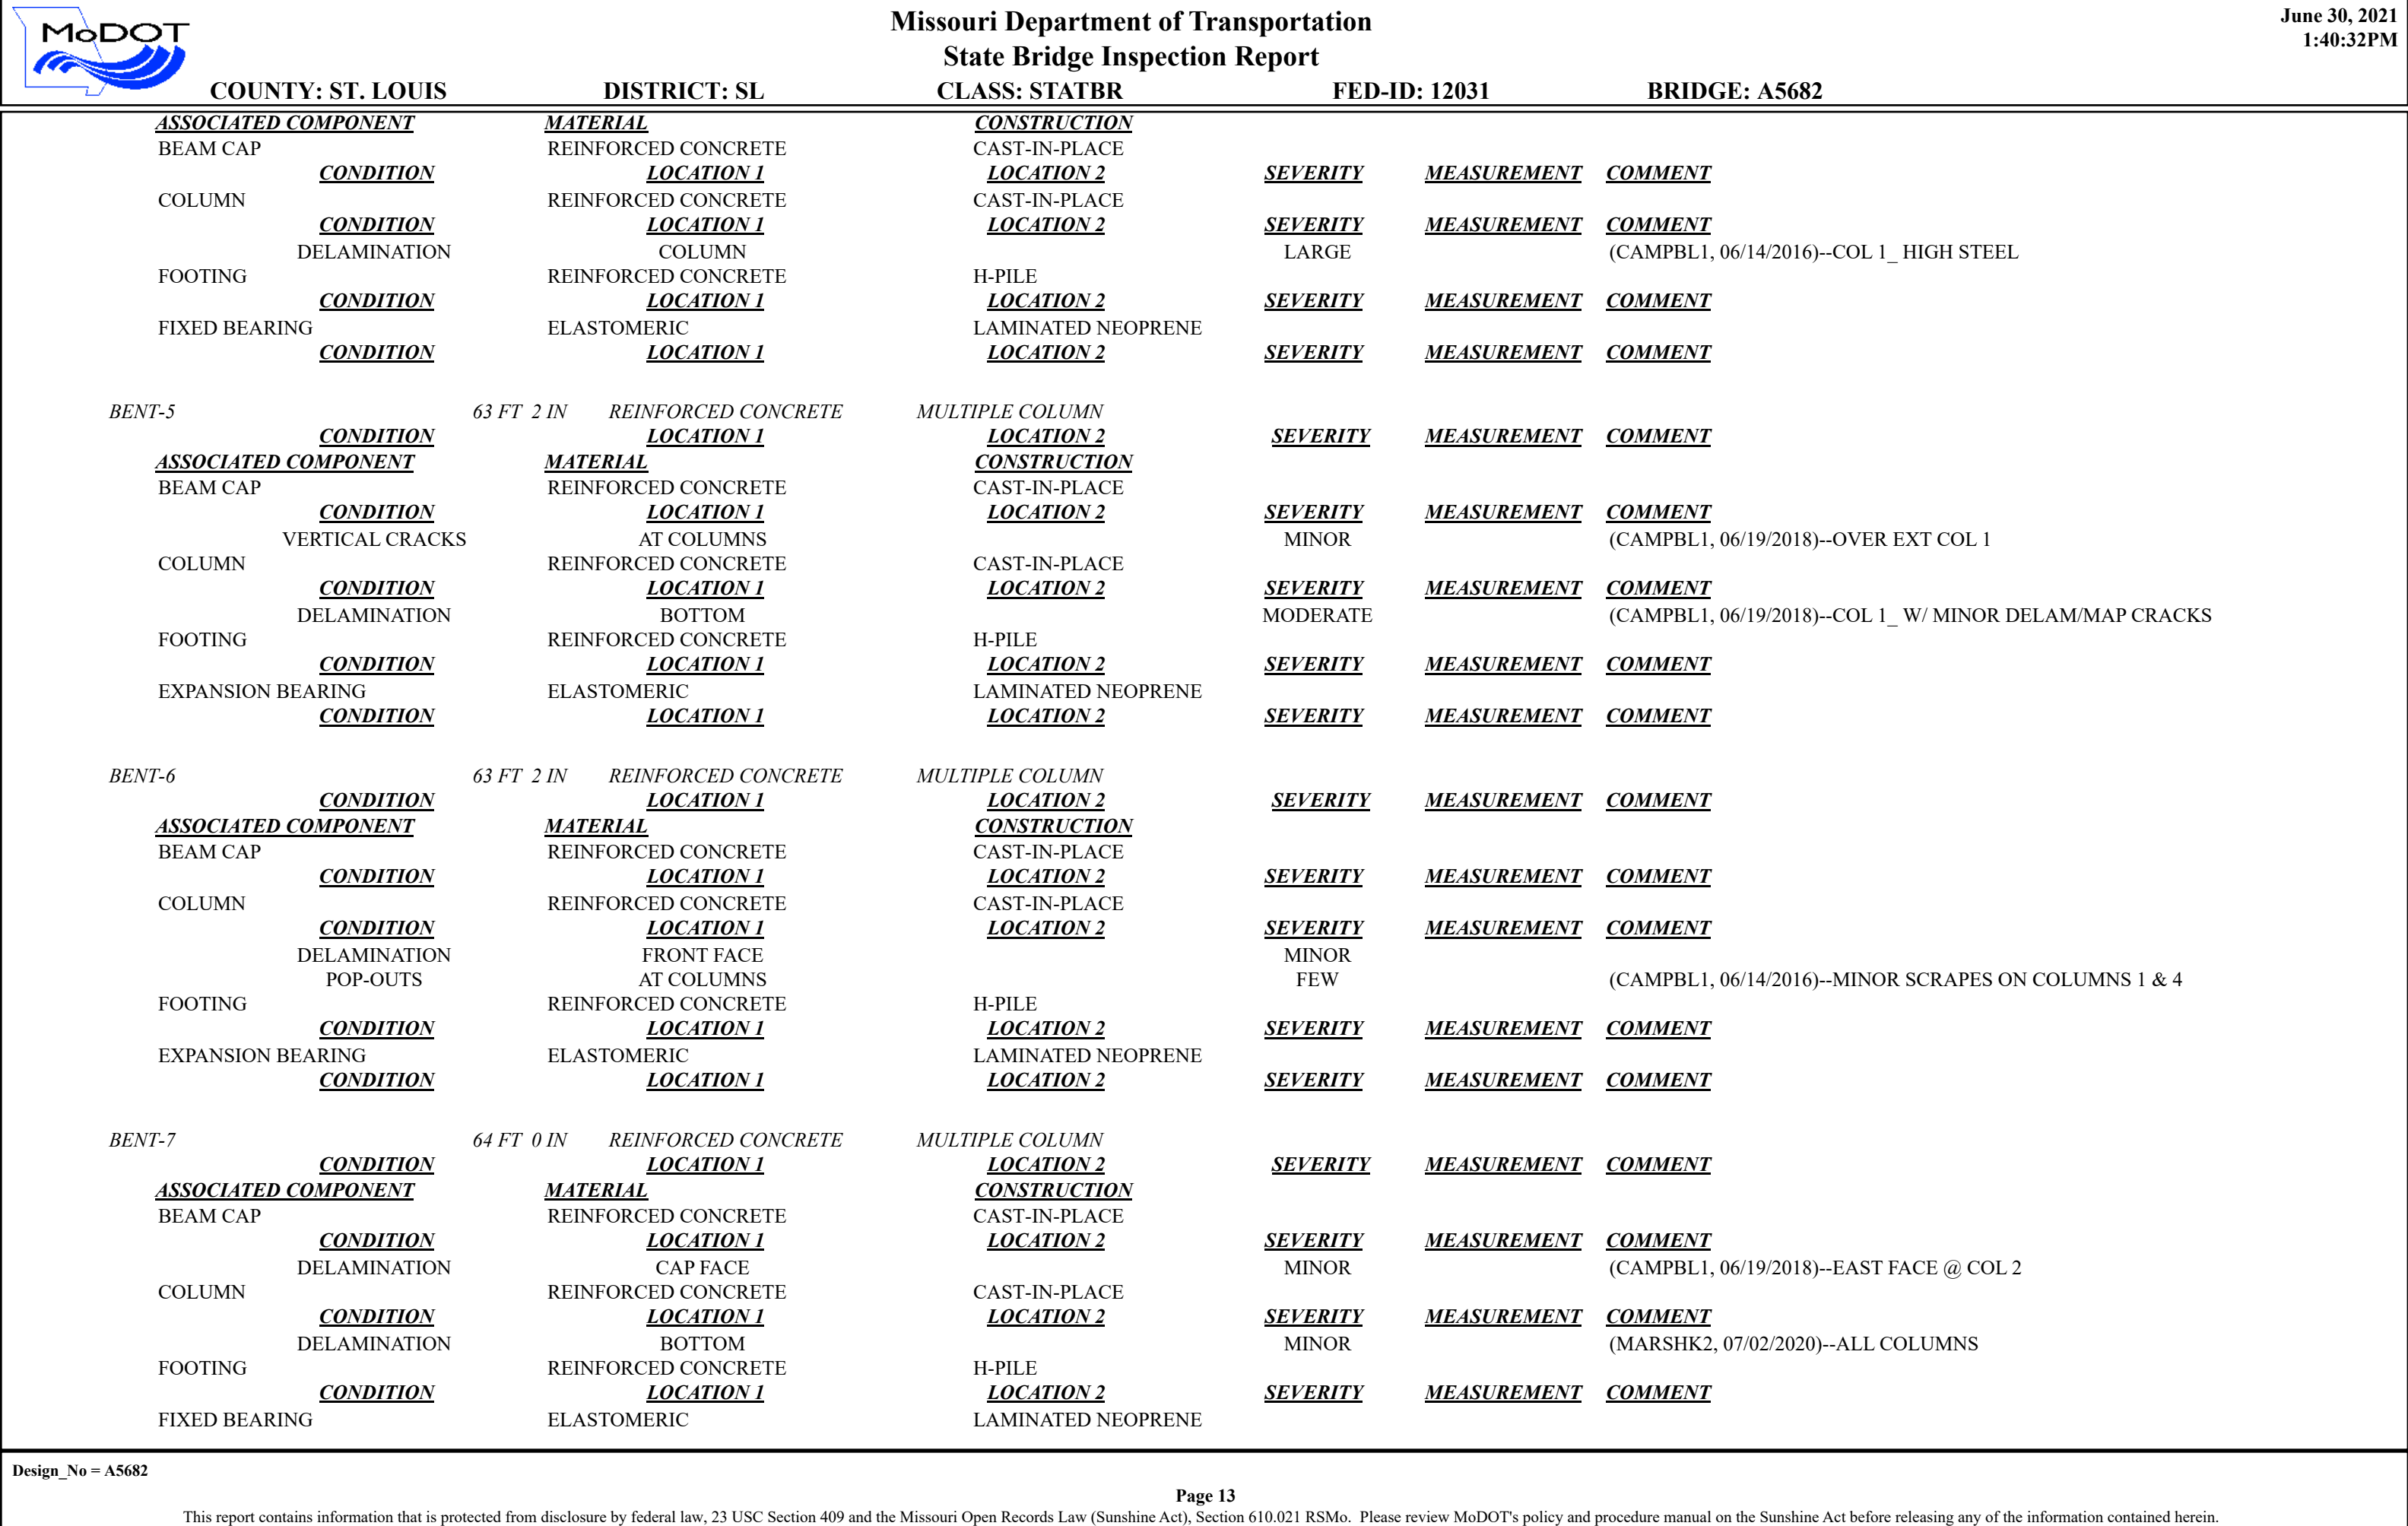 MoDOT
Missouri Department of Transportation
State Bridge Inspection Report
June 30, 2021
1:40:32PM
COUNTY: ST. LOUIS DISTRICT: SL CLASS: STATBR FED-ID: 12031 BRIDGE: A5682
ASSOCIATED COMPONENT MATERIAL CONSTRUCTION
BEAM CAP REINFORCED CONCRETE CAST-IN-PLACE
CONDITION LOCATION 1 LOCATION 2 SEVERITY MEASUREMENT COMMENT
COLUMN REINFORCED CONCRETE CAST-IN-PLACE
CONDITION LOCATION 1 LOCATION 2 SEVERITY MEASUREMENT COMMENT
DELAMINATION COLUMN LARGE (CAMPBL1, 06/14/2016)--COL 1_ HIGH STEEL
FOOTING REINFORCED CONCRETE H-PILE
CONDITION LOCATION 1 LOCATION 2 SEVERITY MEASUREMENT COMMENT
FIXED BEARING ELASTOMERIC LAMINATED NEOPRENE
CONDITION LOCATION 1 LOCATION 2 SEVERITY MEASUREMENT COMMENT
BENT-5 63 FT 2 IN REINFORCED CONCRETE MULTIPLE COLUMN
CONDITION LOCATION 1 LOCATION 2 SEVERITY MEASUREMENT COMMENT
ASSOCIATED COMPONENT MATERIAL CONSTRUCTION
BEAM CAP REINFORCED CONCRETE CAST-IN-PLACE
CONDITION LOCATION 1 LOCATION 2 SEVERITY MEASUREMENT COMMENT
VERTICAL CRACKS AT COLUMNS MINOR (CAMPBL1, 06/19/2018)--OVER EXT COL 1
COLUMN REINFORCED CONCRETE CAST-IN-PLACE
CONDITION LOCATION 1 LOCATION 2 SEVERITY MEASUREMENT COMMENT
DELAMINATION BOTTOM MODERATE (CAMPBL1, 06/19/2018)--COL 1_ W/ MINOR DELAM/MAP CRACKS
FOOTING REINFORCED CONCRETE H-PILE
CONDITION LOCATION 1 LOCATION 2 SEVERITY MEASUREMENT COMMENT
EXPANSION BEARING ELASTOMERIC LAMINATED NEOPRENE
CONDITION LOCATION 1 LOCATION 2 SEVERITY MEASUREMENT COMMENT
BENT-6 63 FT 2 IN REINFORCED CONCRETE MULTIPLE COLUMN
CONDITION LOCATION 1 LOCATION 2 SEVERITY MEASUREMENT COMMENT
ASSOCIATED COMPONENT MATERIAL CONSTRUCTION
BEAM CAP REINFORCED CONCRETE CAST-IN-PLACE
CONDITION LOCATION 1 LOCATION 2 SEVERITY MEASUREMENT COMMENT
COLUMN REINFORCED CONCRETE CAST-IN-PLACE
CONDITION LOCATION 1 LOCATION 2 SEVERITY MEASUREMENT COMMENT
DELAMINATION FRONT FACE MINOR
POP-OUTS AT COLUMNS FEW (CAMPBL1, 06/14/2016)--MINOR SCRAPES ON COLUMNS 1 & 4
FOOTING REINFORCED CONCRETE H-PILE
CONDITION LOCATION 1 LOCATION 2 SEVERITY MEASUREMENT COMMENT
EXPANSION BEARING ELASTOMERIC LAMINATED NEOPRENE
CONDITION LOCATION 1 LOCATION 2 SEVERITY MEASUREMENT COMMENT
BENT-7 64 FT 0 IN REINFORCED CONCRETE MULTIPLE COLUMN
CONDITION LOCATION 1 LOCATION 2 SEVERITY MEASUREMENT COMMENT
ASSOCIATED COMPONENT MATERIAL CONSTRUCTION
BEAM CAP REINFORCED CONCRETE CAST-IN-PLACE
CONDITION LOCATION 1 LOCATION 2 SEVERITY MEASUREMENT COMMENT
DELAMINATION CAP FACE MINOR (CAMPBL1, 06/19/2018)--EAST FACE @ COL 2
COLUMN REINFORCED CONCRETE CAST-IN-PLACE
CONDITION LOCATION 1 LOCATION 2 SEVERITY MEASUREMENT COMMENT
DELAMINATION BOTTOM MINOR (MARSHK2, 07/02/2020)--ALL COLUMNS
FOOTING REINFORCED CONCRETE H-PILE
CONDITION LOCATION 1 LOCATION 2 SEVERITY MEASUREMENT COMMENT
FIXED BEARING ELASTOMERIC LAMINATED NEOPRENE
Design_No = A5682
Page 13
This report contains information that is protected from disclosure by federal law, 23 USC Section 409 and the Missouri Open Records Law (Sunshine Act), Section 610.021 RSMo. Please review MoDOT's policy and procedure manual on the Sunshine Act before releasing any of the information contained herein.